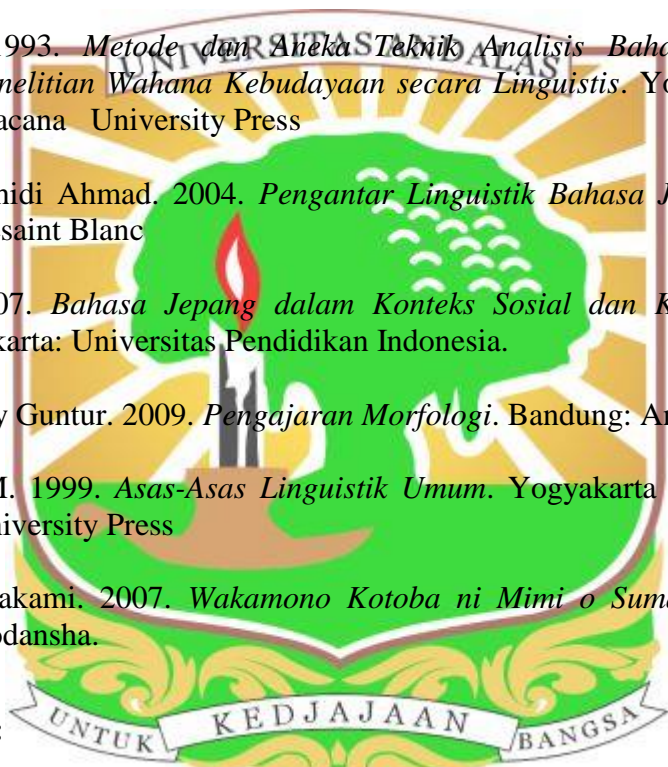 UNIVERSITAS ANDALAS
1993. Metode dan Aneka Teknik Analisis Baha
nelitian Wahana Kebudayaan secara Linguistis. Yo
acana University Press
nidi Ahmad. 2004. Pengantar Linguistik Bahasa J
saint Blanc
07. Bahasa Jepang dalam Konteks Sosial dan K
karta: Universitas Pendidikan Indonesia.
y Guntur. 2009. Pengajaran Morfologi. Bandung: A
M. 1999. Asas-Asas Linguistik Umum. Yogyakarta
niversity Press
akami. 2007. Wakamono Kotoba ni Mimi o Suma
odansha.
:
UNTUK KEDJAJAAN BANGSA